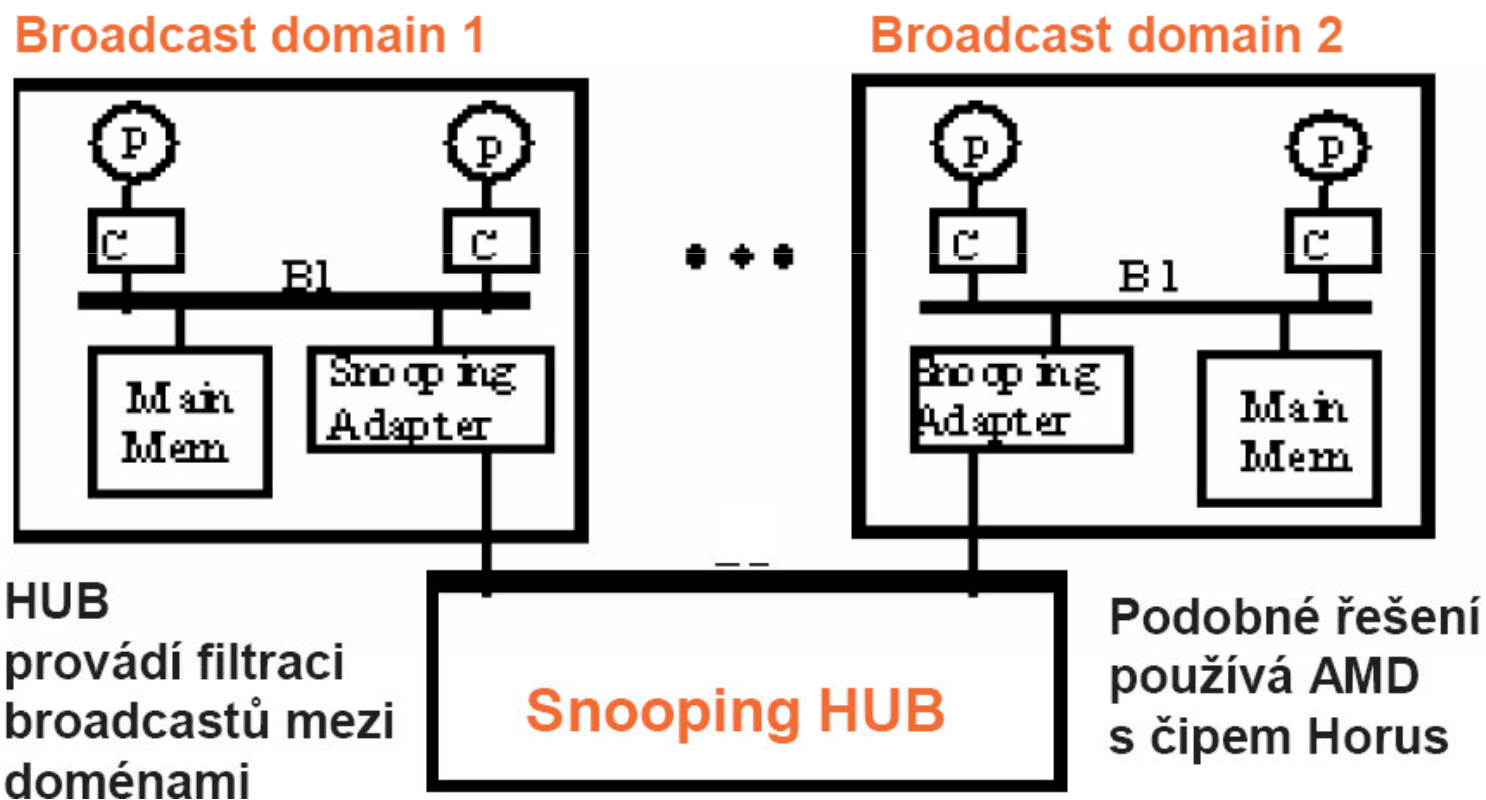 Broadcast domain 1
Broadcast domain 2
P
P
P
P
C
C
C
C
B1
B1
Main
Mem
Snooping
Adapter
Snooping
Adapter
Main
Mem
HUB
provádí filtraci
broadcastů mezi
doménami
Snooping HUB
Podobné řešení
používá AMD
s čipem Horus